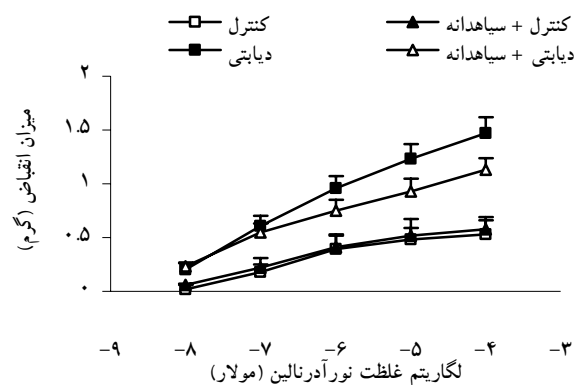 کنترل
کنترل + سیاهدانه
دیابتی
دیابتی + سیاهدانه
میزان انقباض (گرم)
۲
۱.۵
۱
۰.۵
۰
-۹ -۸ -۷ -۶ -۵ -۴ -۳
لگاریتم غلظت نورآدرنالین (مولار)